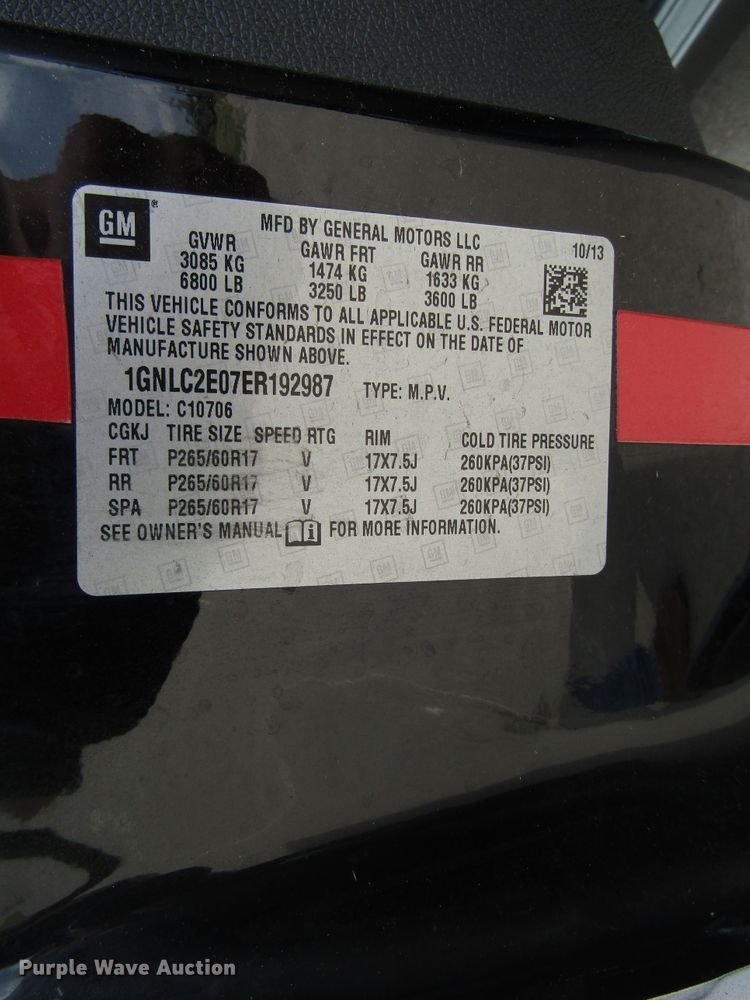 GM®
MFD BY GENERAL MOTORS LLC 10/13
GVWR GAWR FRT GAWR RR
3085 KG 1474 KG 1633 KG
6800 LB 3250 LB 3600 LB
THIS VEHICLE CONFORMS TO ALL APPLICABLE U.S. FEDERAL MOTOR
VEHICLE SAFETY STANDARDS IN EFFECT ON THE DATE OF
MANUFACTURE SHOWN ABOVE.
1GNLC2E07ER192987 TYPE: M.P.V.
MODEL: C10706
CGKJ TIRE SIZE SPEED RTG RIM COLD TIRE PRESSURE
FRT P265/60R17 V 17X7.5J 260KPA(37PSI)
RR P265/60R17 V 17X7.5J 260KPA(37PSI)
SPA P265/60R17 V 17X7.5J 260KPA(37PSI)
SEE OWNER'S MANUAL i FOR MORE INFORMATION.
Purple Wave Auction